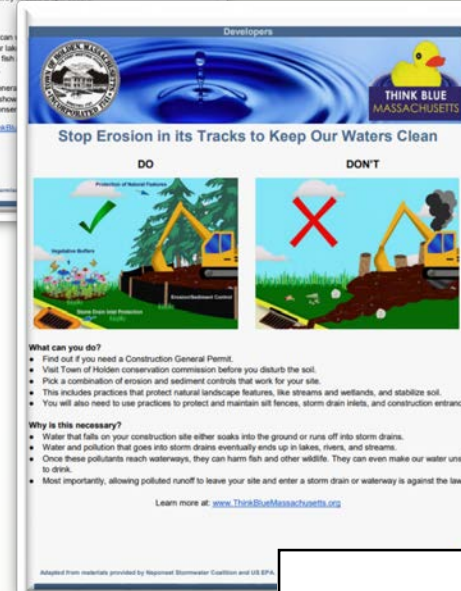 can
r lak
fish
Developers
TOWN OF HOLDEN, MASSACHUSETTS
INCORPORATED
THINK BLUE
MASSACHUSETTS
Stop Erosion in its Tracks to Keep Our Waters Clean
DO
DON'T
Protection of Natural Features
Vegetative Buffers
Erosion/Sediment Control
Storm Drain Inlet Protection
What can you do?
• Find out if you need a Construction General Permit.
• Visit Town of Holden conservation commission before you disturb the soil.
• Pick a combination of erosion and sediment controls that work for your site.
• This includes practices that protect natural landscape features, like streams and wetlands, and stabilize soil.
• You will also need to use practices to protect and maintain silt fences, storm drain inlets, and construction entranc
Why is this necessary?
• Water that falls on your construction site either soaks into the ground or runs off into storm drains.
• Water and pollution that goes into storm drains eventually ends up in lakes, rivers, and streams.
• Once these pollutants reach waterways, they can harm fish and other wildlife. They can even make our water uns
to drink.
• Most importantly, allowing polluted runoff to leave your site and enter a storm drain or waterway is against the law
Learn more at: www.ThinkBlueMassachusetts.org
Adapted from materials provided by Neponset Stormwater Coalition and US EPA.